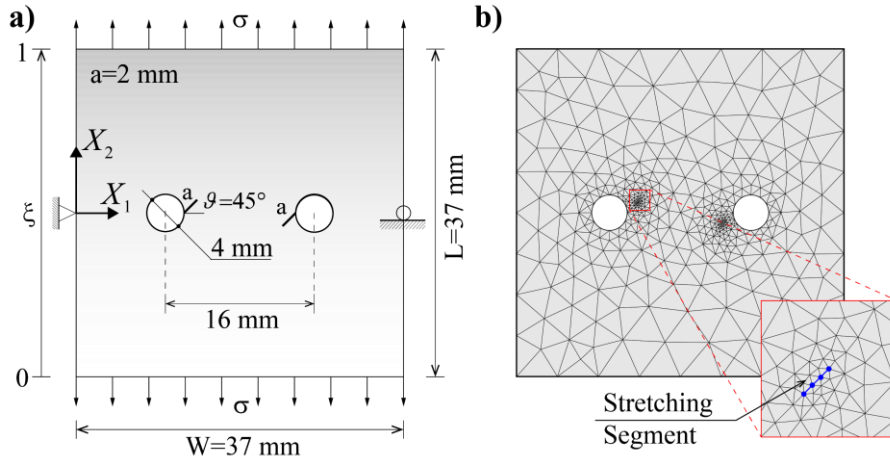 a)
σ
b)
1
a=2 mm
X₂
X₁
ξ
a
ϑ=45°
a
4 mm
L=37 mm
16 mm
0
σ
W=37 mm
Stretching
Segment